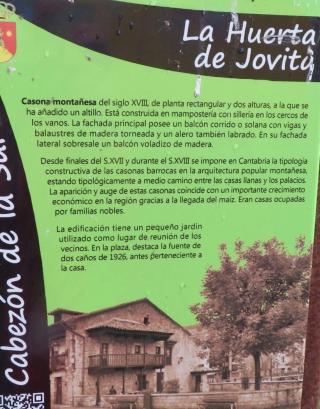 La Huerta
de Jovita
Casona montañesa del siglo XVIII, de planta rectangular y dos alturas, a la que se
ha añadido un altillo. Está construida en mampostería con sillería en los cercos de
los vanos. La fachada principal posee un balcón corrido o solana con vigas y
balaustres de madera torneada y un alero también labrado. En su fachada
lateral sobresale un balcón voladizo de madera.
Desde finales del S.XVII y durante el S.XVIII se impone en Cantabria la tipología
constructiva de las casonas barrocas en la arquitectura popular montañesa,
estando tipológicamente a medio camino entre las casas llanas y los palacios.
La aparición y auge de estas casonas coincide con un importante crecimiento
económico en la región gracias a la llegada del maíz. Eran casas ocupadas
por familias nobles.
La edificación tiene un pequeño jardín
utilizado como lugar de reunión de los
vecinos. En la plaza, destaca la fuente de
dos caños de 1926, antes perteneciente a
la casa.
Cabezón de la Sal